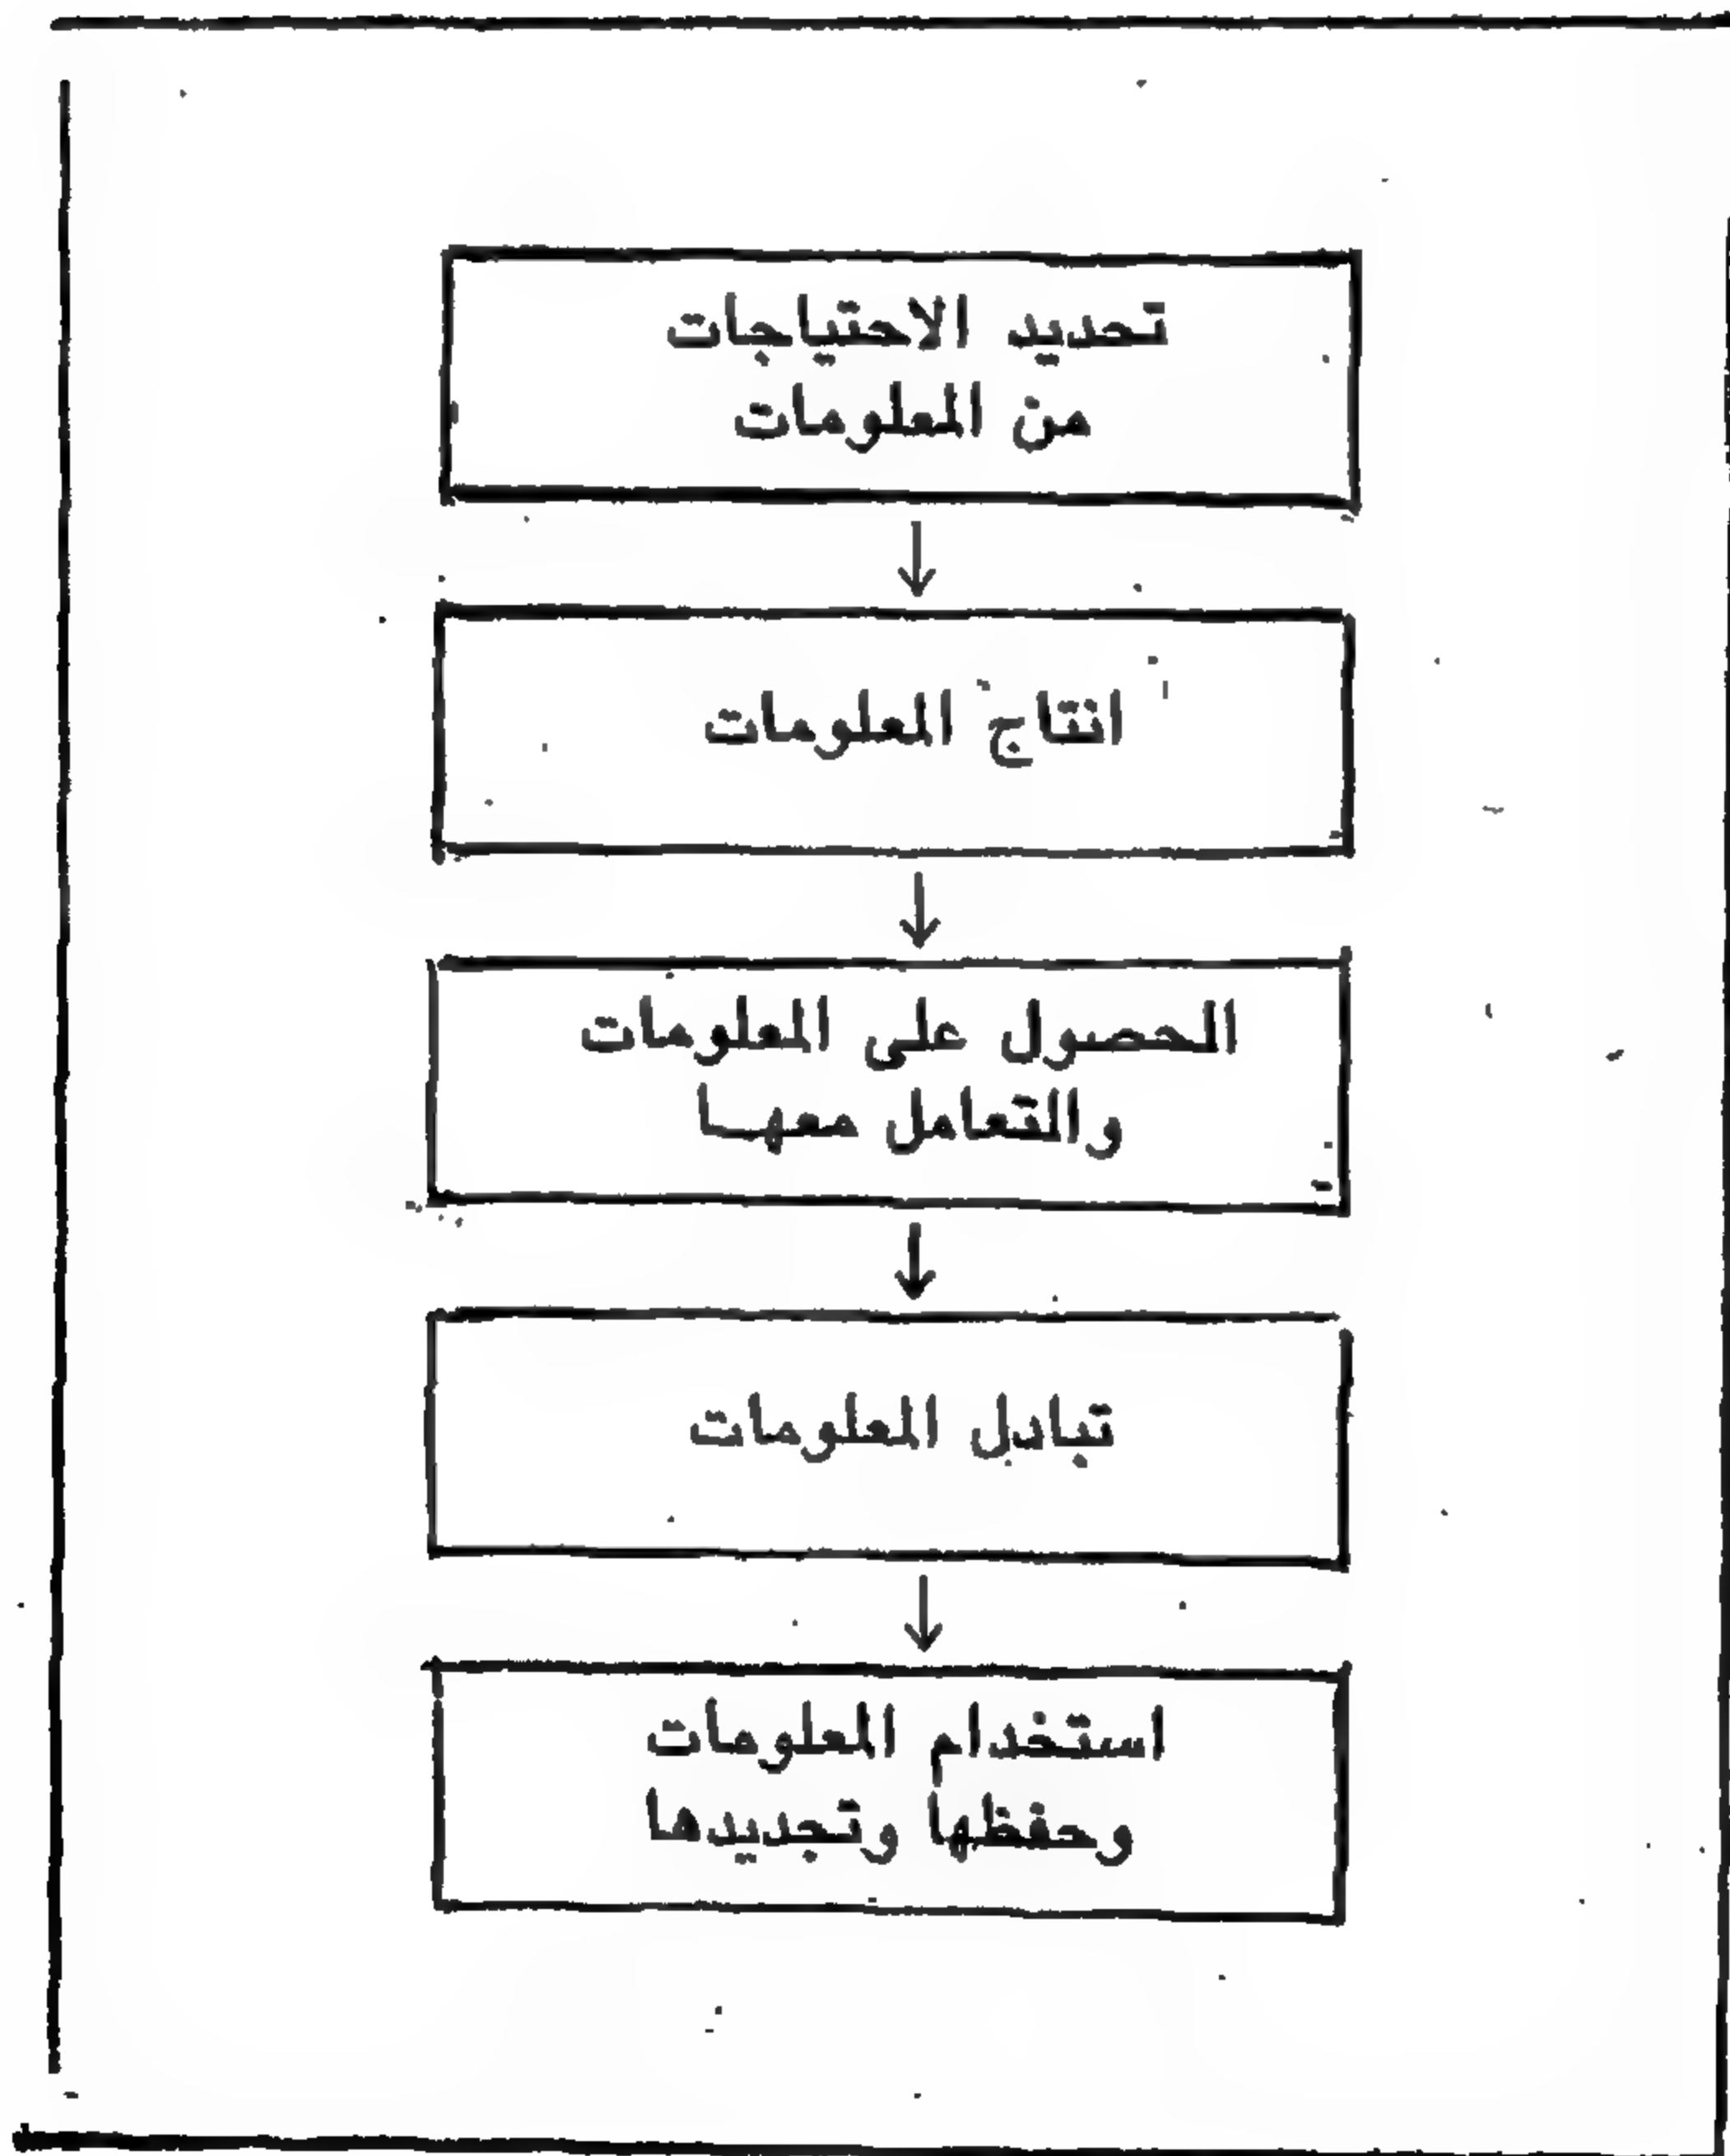 تحديد الاحتياجات
من المعلومات
انتاج المعلومات
الحصول على المعلومات
والتعامل معهـا
تبادل المعلومات
استخدام المعلومات
وحفظها وتجديدها